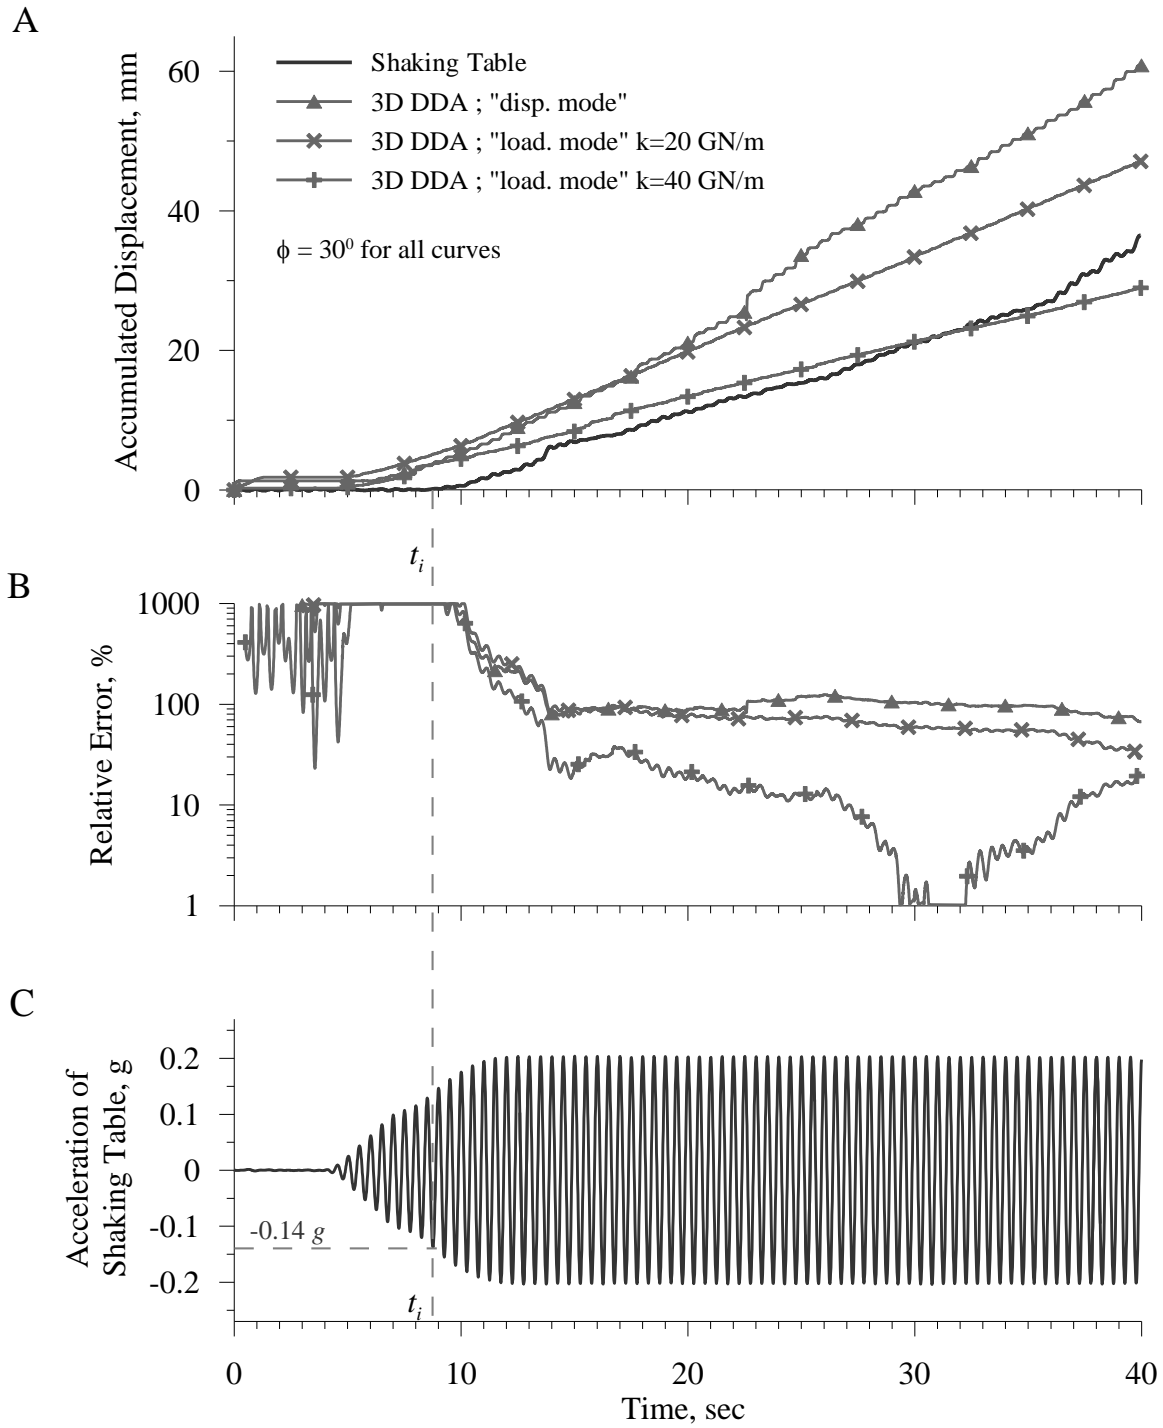 A
Accumulated Displacement, mm
60
40
20
0
Shaking Table
3D DDA ; "disp. mode"
3D DDA ; "load. mode" k=20 GN/m
3D DDA ; "load. mode" k=40 GN/m
ϕ = 30⁰ for all curves
tᵢ
B
Relative Error, %
1000
100
10
1
C
Acceleration of
Shaking Table, g
0.2
0.1
0
-0.1
-0.2
-0.14 g
tᵢ
0 10 20 30 40
Time, sec